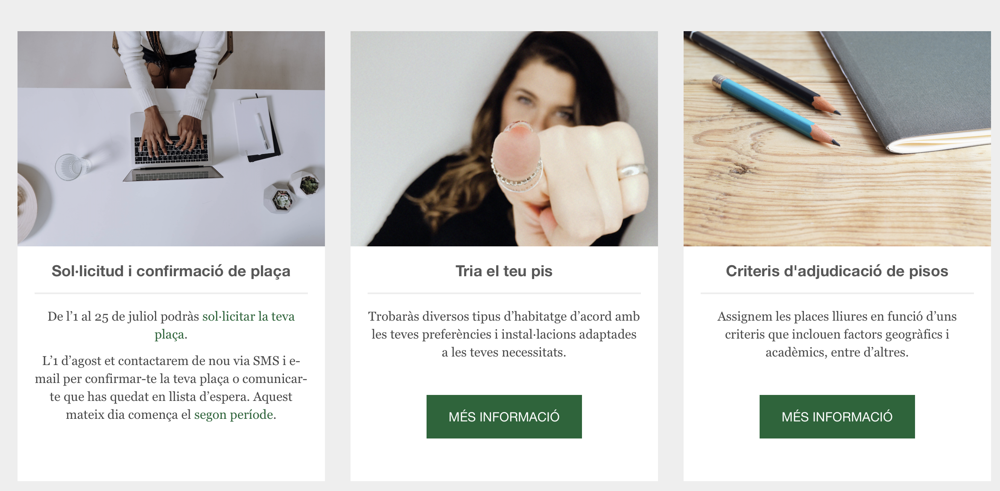 Sol·licitud i confirmació de plaça
De l’1 al 25 de juliol podràs sol·licitar la teva
plaça.
L’1 d’agost et contactarem de nou via SMS i e-
mail per confirmar-te la teva plaça o comunicar-
te que has quedat en llista d’espera. Aquest
mateix dia comença el segon període.
Tria el teu pis
Trobaràs diversos tipus d’habitatge d’acord amb
les teves preferències i instal·lacions adaptades
a les teves necessitats.
MÉS INFORMACIÓ
Criteris d'adjudicació de pisos
Assignem les places lliures en funció d’uns
criteris que inclouen factors geogràfics i
acadèmics, entre d’altres.
MÉS INFORMACIÓ